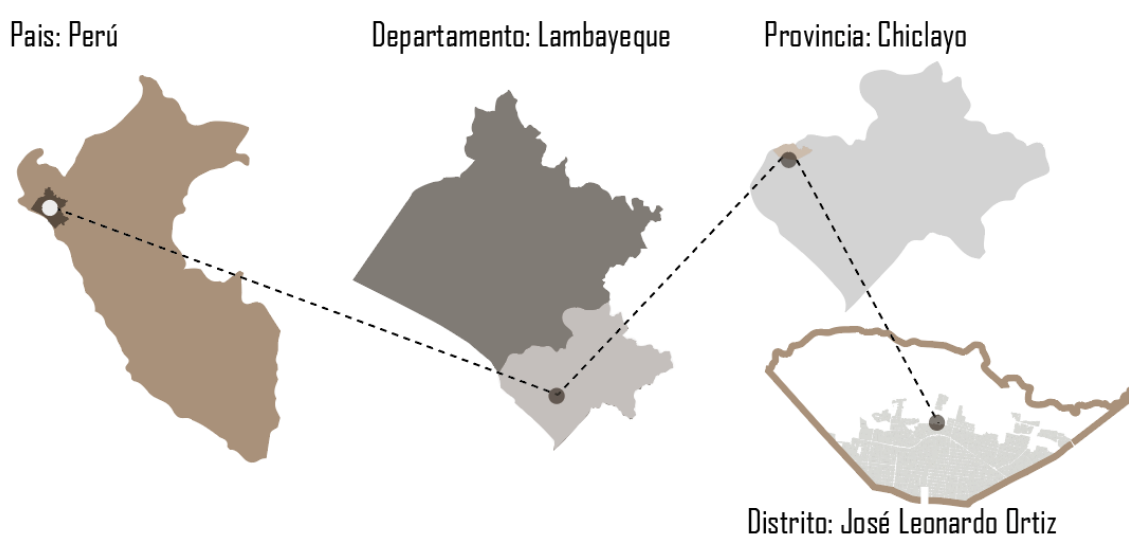 Pais: Perú
Departamento: Lambayeque
Provincia: Chiclayo
Distrito: José Leonardo Ortiz